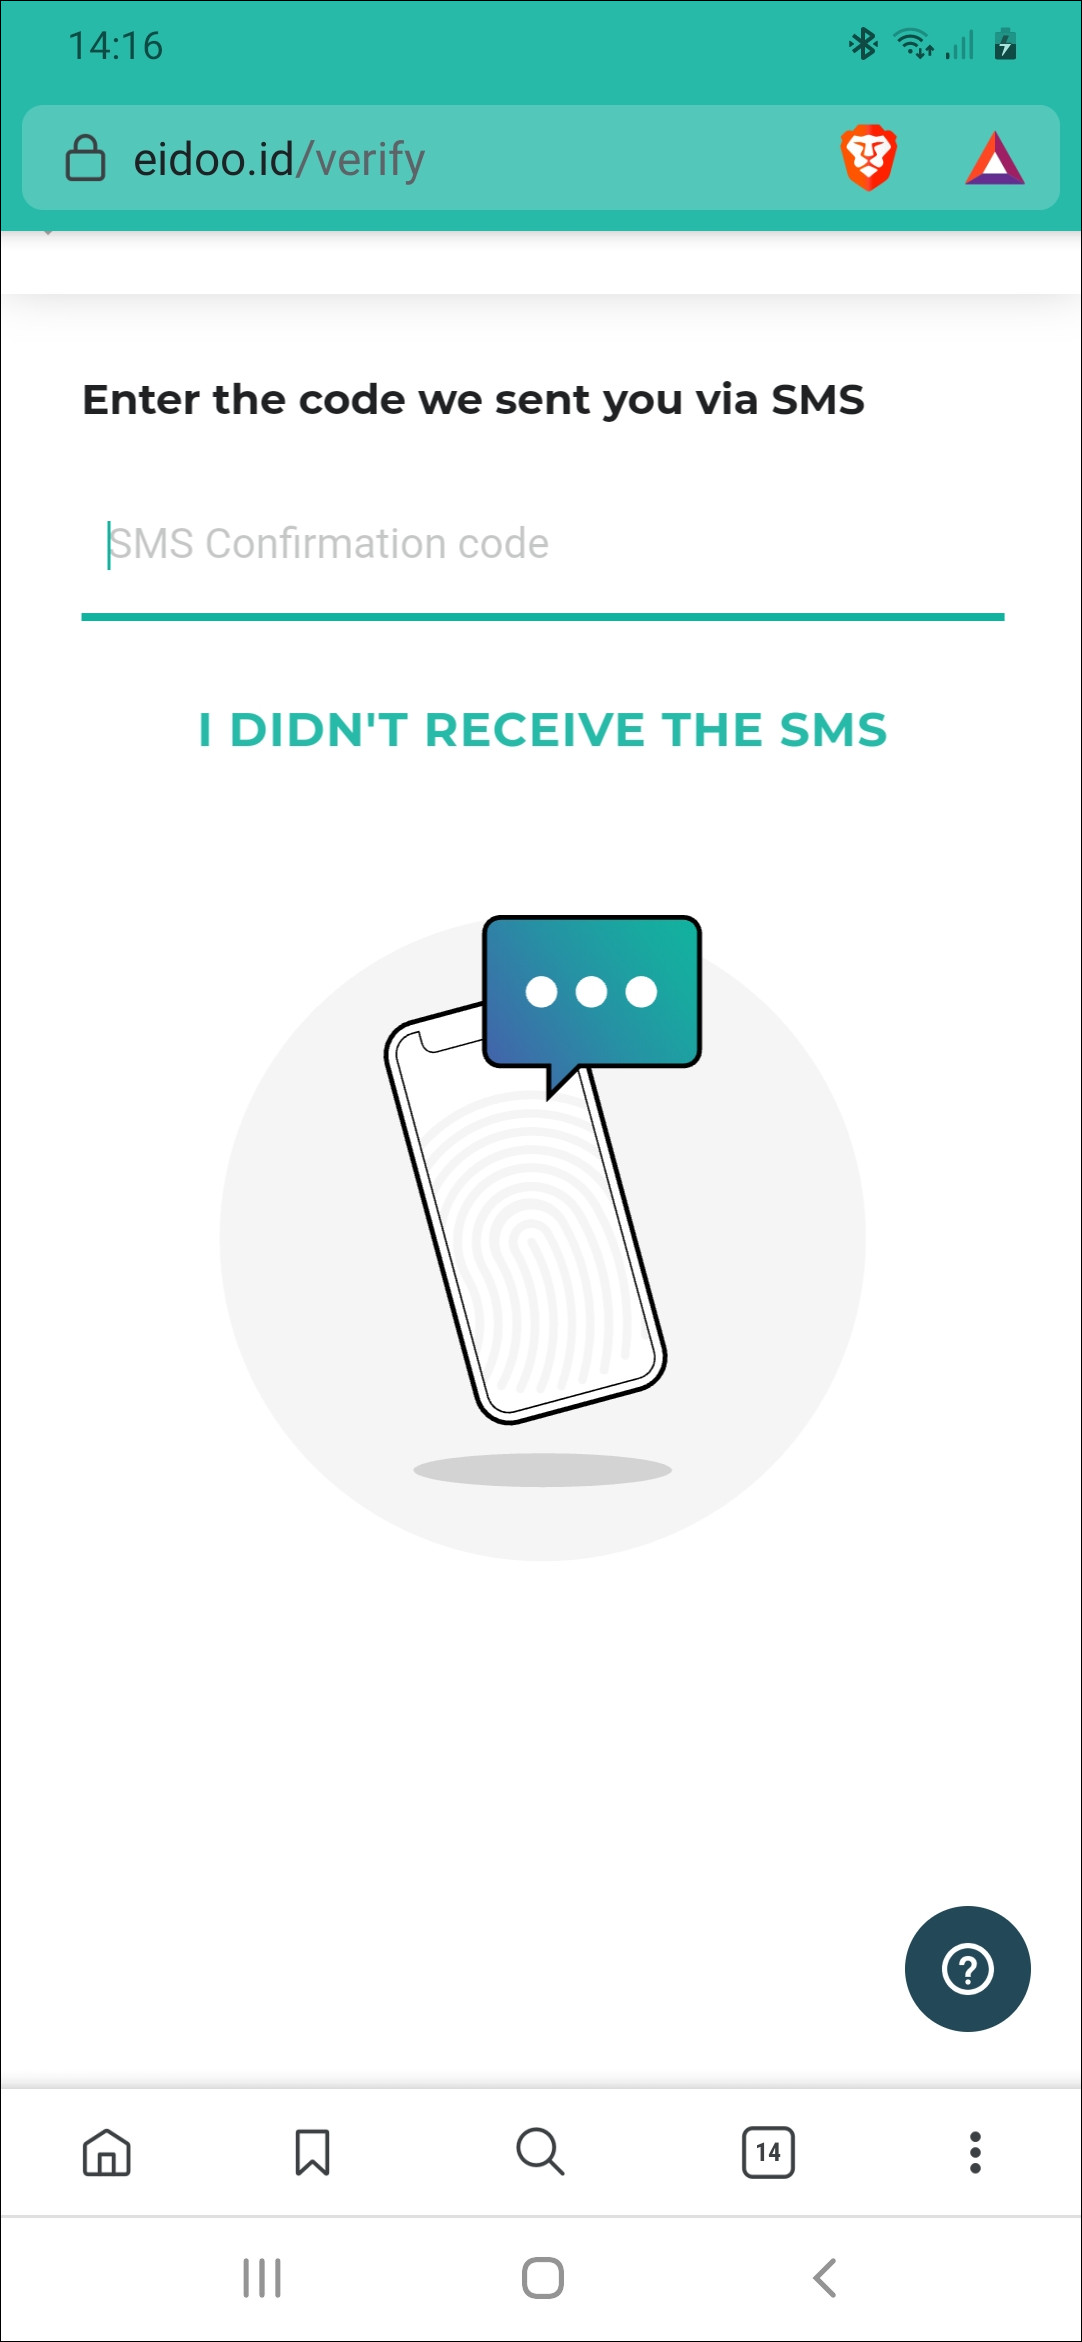 14:16
eidoo.id/verify
Enter the code we sent you via SMS
SMS Confirmation code
I DIDN'T RECEIVE THE SMS
?
14